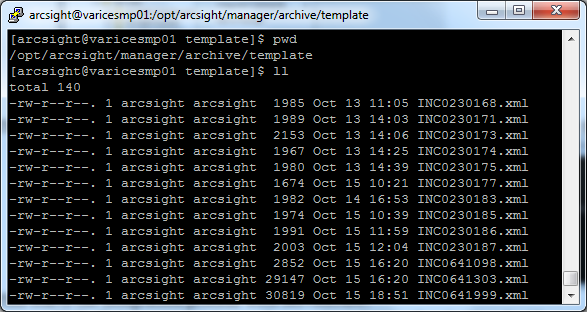 arcsight@varicesmp01:/opt/arcsight/manager/archive/template
[arcsight@varicesmp01 template]$ pwd
/opt/arcsight/manager/archive/template
[arcsight@varicesmp01 template]$ ll
total 140
-rw-r--r--. 1 arcsight arcsight  1985 Oct 13 11:05 INC0230168.xml
-rw-r--r--. 1 arcsight arcsight  1989 Oct 13 14:03 INC0230171.xml
-rw-r--r--. 1 arcsight arcsight  2153 Oct 13 14:06 INC0230173.xml
-rw-r--r--. 1 arcsight arcsight  1967 Oct 13 14:25 INC0230174.xml
-rw-r--r--. 1 arcsight arcsight  1980 Oct 13 14:39 INC0230175.xml
-rw-r--r--. 1 arcsight arcsight  1674 Oct 15 10:21 INC0230177.xml
-rw-r--r--. 1 arcsight arcsight  1982 Oct 14 16:53 INC0230183.xml
-rw-r--r--. 1 arcsight arcsight  1974 Oct 15 10:39 INC0230185.xml
-rw-r--r--. 1 arcsight arcsight  1991 Oct 15 11:59 INC0230186.xml
-rw-r--r--. 1 arcsight arcsight  2003 Oct 15 12:04 INC0230187.xml
-rw-r--r--. 1 arcsight arcsight  2852 Oct 15 16:20 INC0641098.xml
-rw-r--r--. 1 arcsight arcsight 29147 Oct 15 16:20 INC0641303.xml
-rw-r--r--. 1 arcsight arcsight 30819 Oct 15 18:51 INC0641999.xml